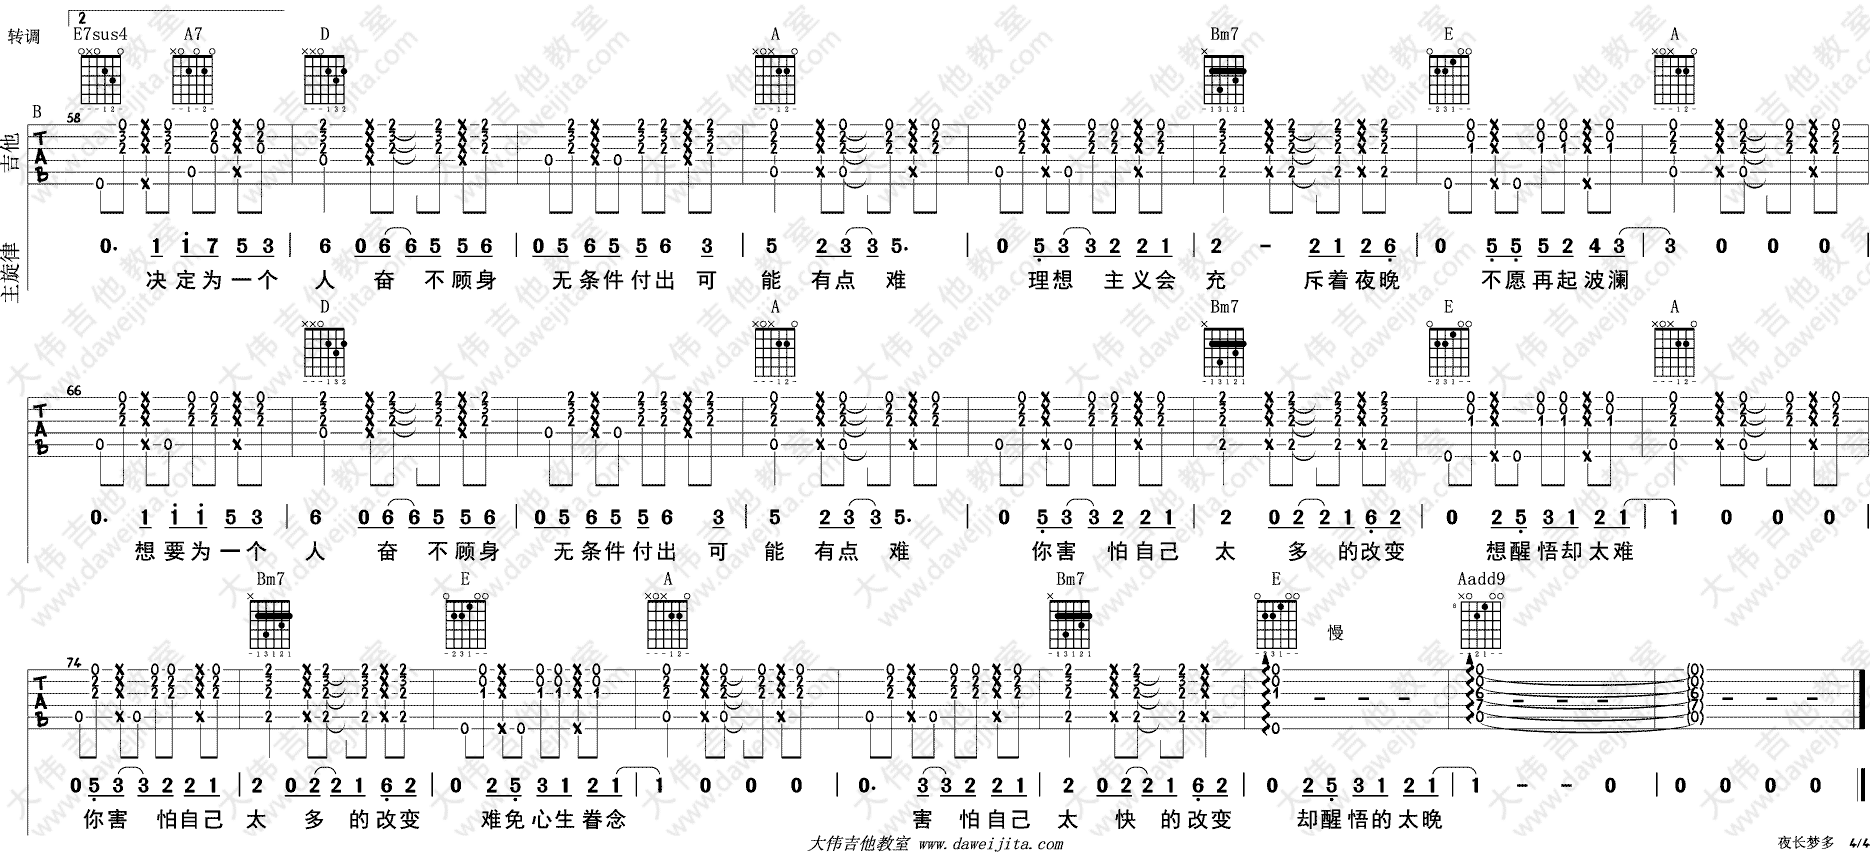 2
转调 E7sus4 A7 D A Bm7 E A
B 58
吉他
主旋律
0. 1 1 7 5 3 | 6 0 6 6 5 5 6 | 0 5 6 5 5 6 3 | 5 2 3 3 5. | 0 5 3 3 2 2 1 | 2 - 2 1 2 6 | 0 5 5 5 2 4 3 | 3 0 0 0
决定为一个 人 奋 不顾身 无条件付出 可 能 有点 难 理想 主义会 充 斥着夜晚 不愿再起波澜
D A Bm7 E A
66
0. 1 1 1 5 3 | 6 0 6 6 5 5 6 | 0 5 6 5 5 6 3 | 5 2 3 3 5. | 0 5 3 3 2 2 1 | 2 0 2 2 1 6 2 | 0 2 5 3 1 2 1 | 1 0 0 0
想要为一个 人 奋 不顾身 无条件付出 可 能 有点 难 你害 怕自己 太 多 的改变 想醒悟却太难
Bm7 E A Bm7 E Aadd9
慢
74
0 5 3 3 2 2 1 | 2 0 2 2 1 6 2 | 0 2 5 3 1 2 1 | 1 0 0 0 | 0. 3 3 2 2 1 | 2 0 2 2 1 6 2 | 0 2 5 3 1 2 1 | 1 - - 0 | 0 0 0 0
你害 怕自己 太 多 的改变 难免心生眷念 害 怕自己 太 快 的改变 却醒悟的太晚
大伟吉他教室 www.daweijita.com
夜长梦多 4/4